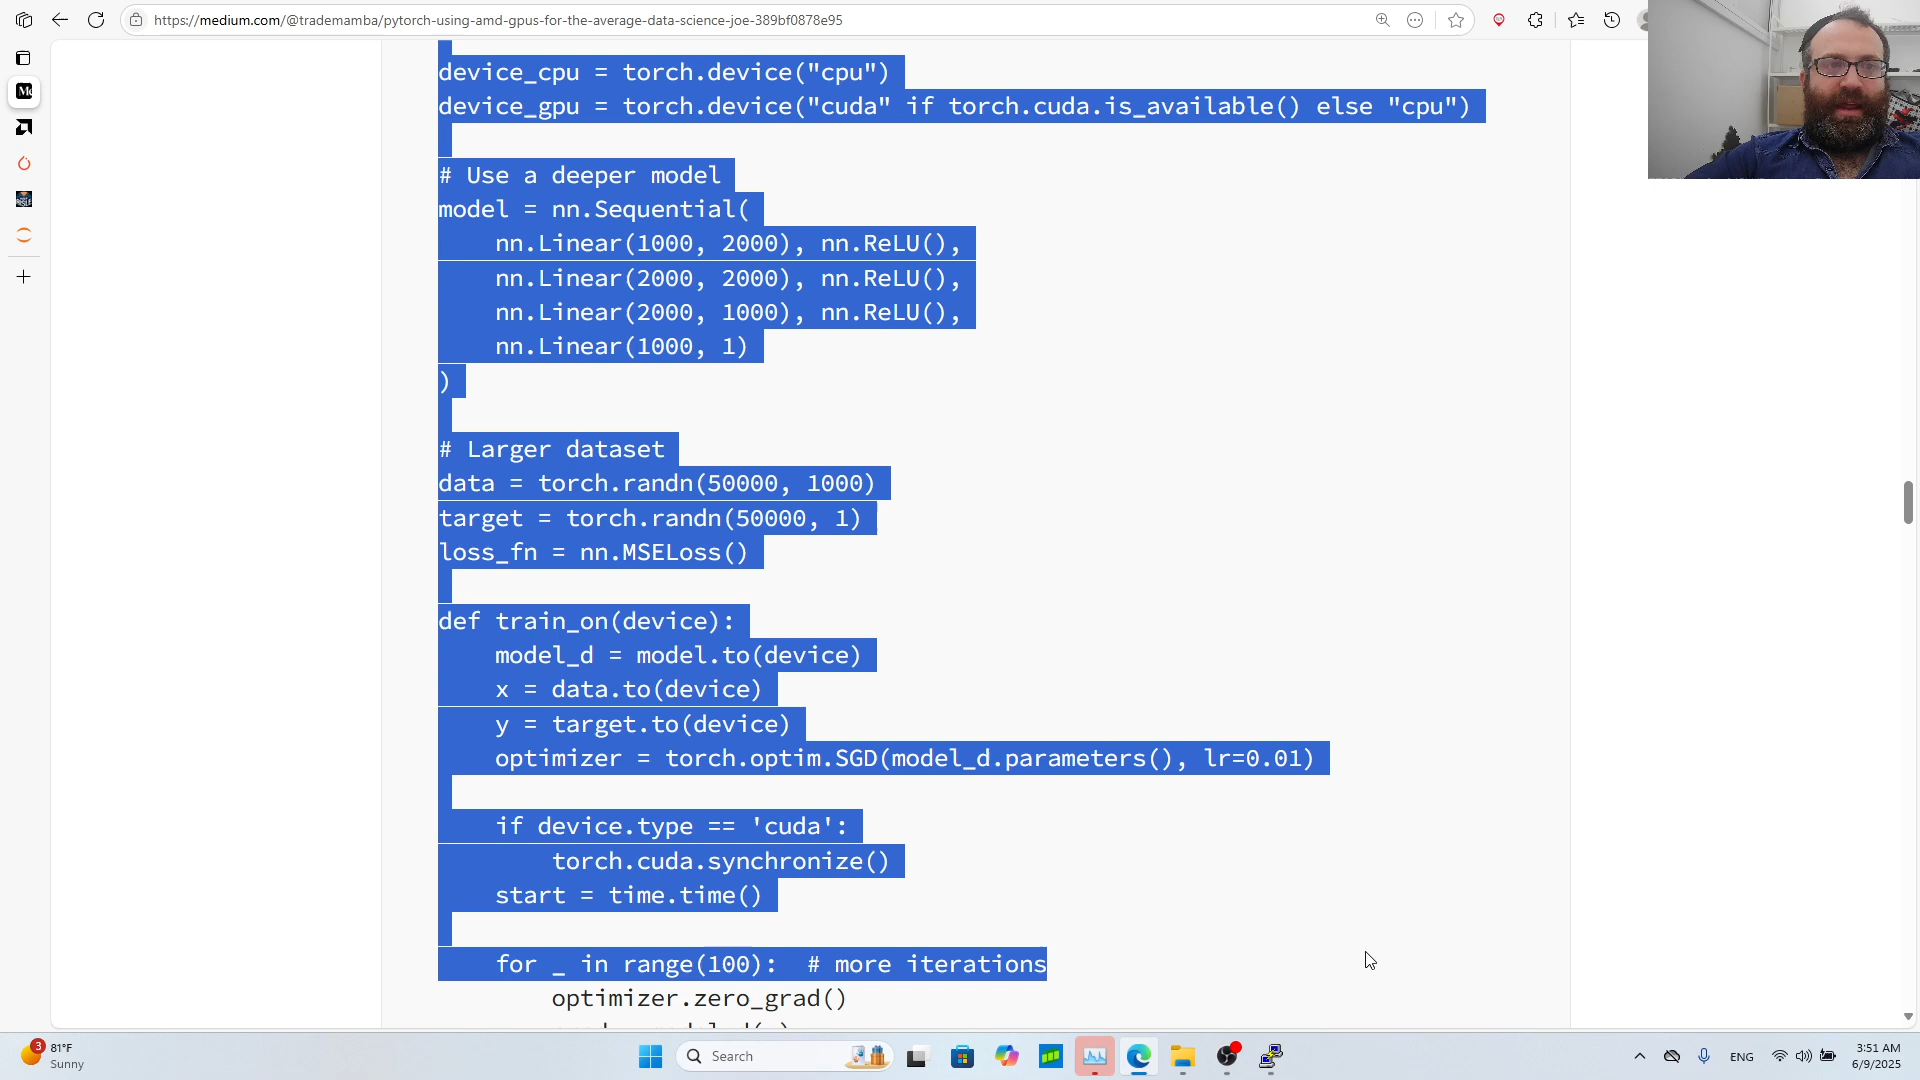 https://medium.com/@trademamba/pytorch-using-amd-gpus-for-the-average-data-science-joe-389bf0878e95
device_cpu = torch.device("cpu")
device_gpu = torch.device("cuda" if torch.cuda.is_available() else "cpu")
# Use a deeper model
model = nn.Sequential(
    nn.Linear(1000, 2000), nn.ReLU(),
    nn.Linear(2000, 2000), nn.ReLU(),
    nn.Linear(2000, 1000), nn.ReLU(),
    nn.Linear(1000, 1)
)
# Larger dataset
data = torch.randn(50000, 1000)
target = torch.randn(50000, 1)
loss_fn = nn.MSELoss()
def train_on(device):
    model_d = model.to(device)
    x = data.to(device)
    y = target.to(device)
    optimizer = torch.optim.SGD(model_d.parameters(), lr=0.01)
    if device.type == 'cuda':
        torch.cuda.synchronize()
    start = time.time()
    for _ in range(100):  # more iterations
        optimizer.zero_grad()
3
81°F
Sunny
Search
ENG
3:51 AM
6/9/2025